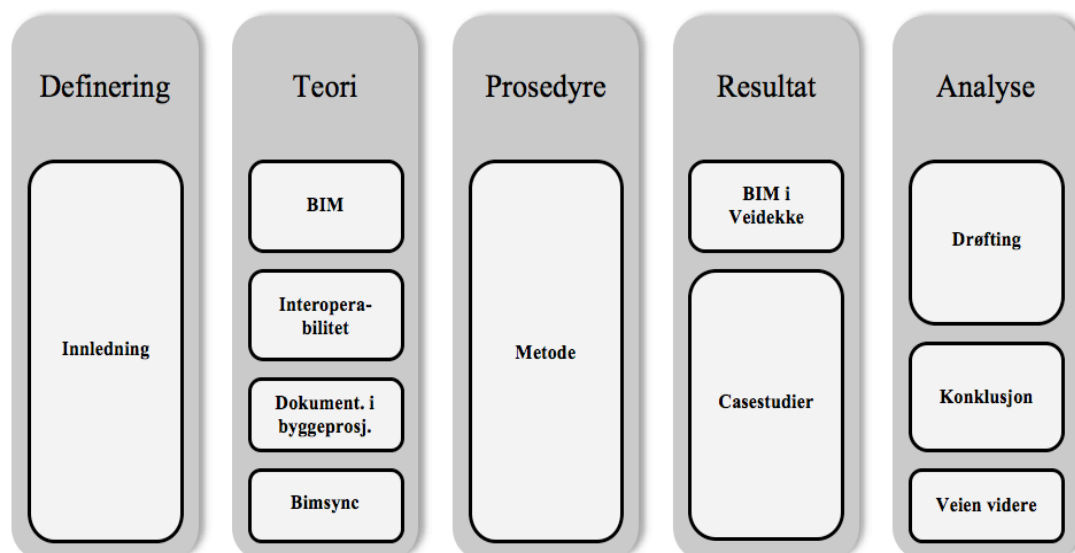 Definering
Innledning
Teori
BIM
Interopera-
bilitet
Dokument. i
byggeprosj.
Bimsync
Prosedyre
Metode
Resultat
BIM i
Veidekke
Casestudier
Analyse
Drøfting
Konklusjon
Veien videre